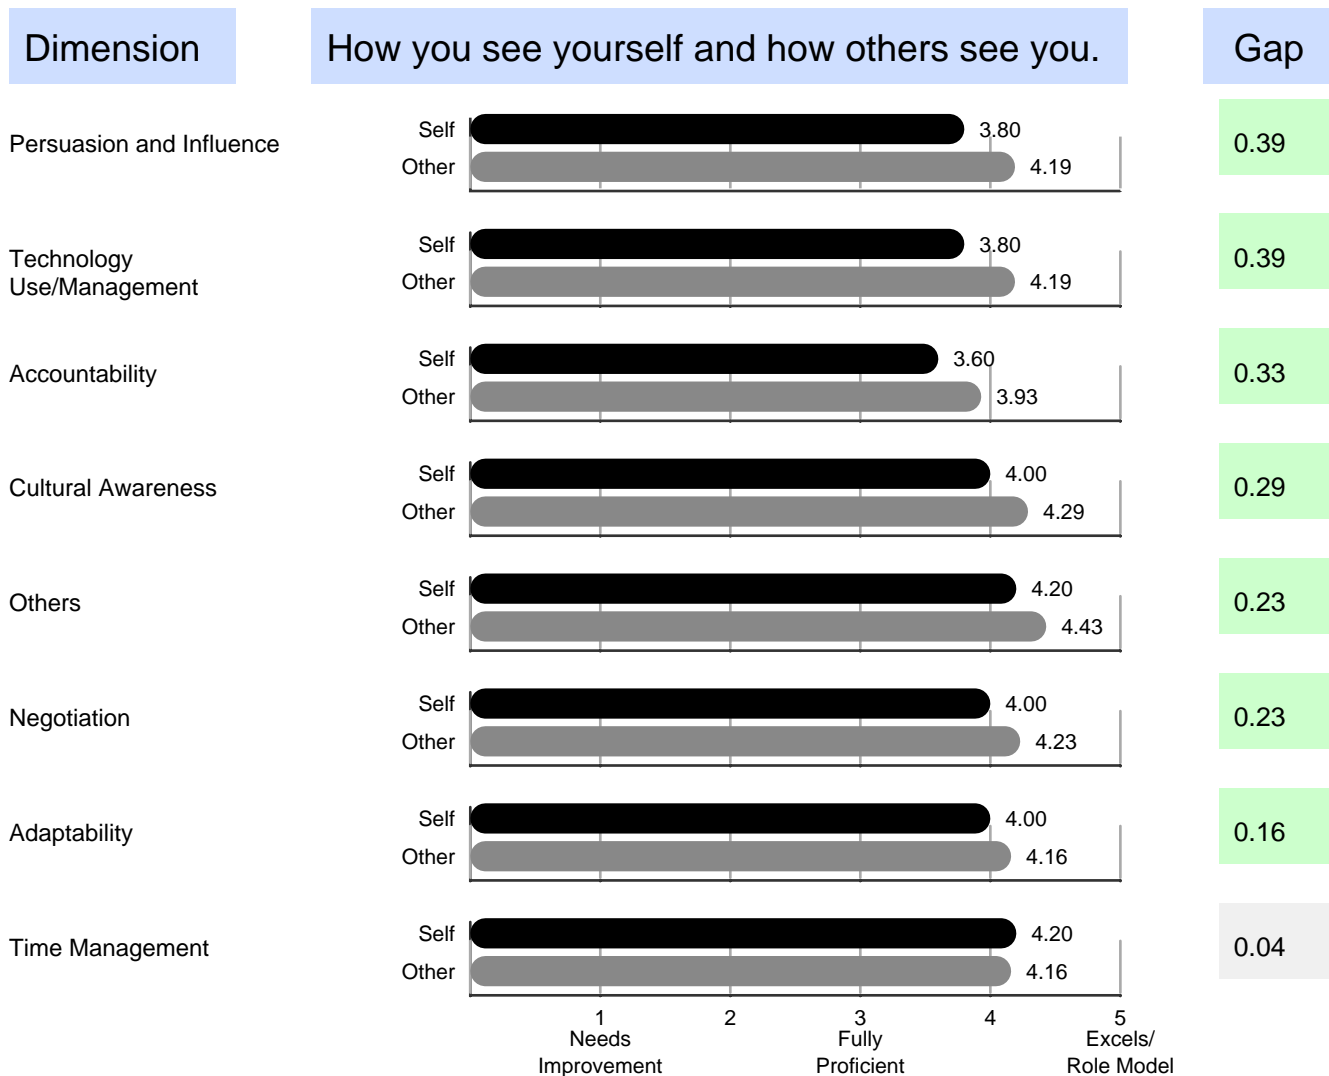 Dimension
How you see yourself and how others see you.
Gap
Persuasion and Influence
Self
3.80
Other
4.19
0.39
Technology
Use/Management
Self
3.80
Other
4.19
0.39
Accountability
Self
3.60
Other
3.93
0.33
Cultural Awareness
Self
4.00
Other
4.29
0.29
Others
Self
4.20
Other
4.43
0.23
Negotiation
Self
4.00
Other
4.23
0.23
Adaptability
Self
4.00
Other
4.16
0.16
Time Management
Self
4.20
Other
4.16
0.04
1 2 3 4 5
Needs Fully Excels/
Improvement Proficient Role Model